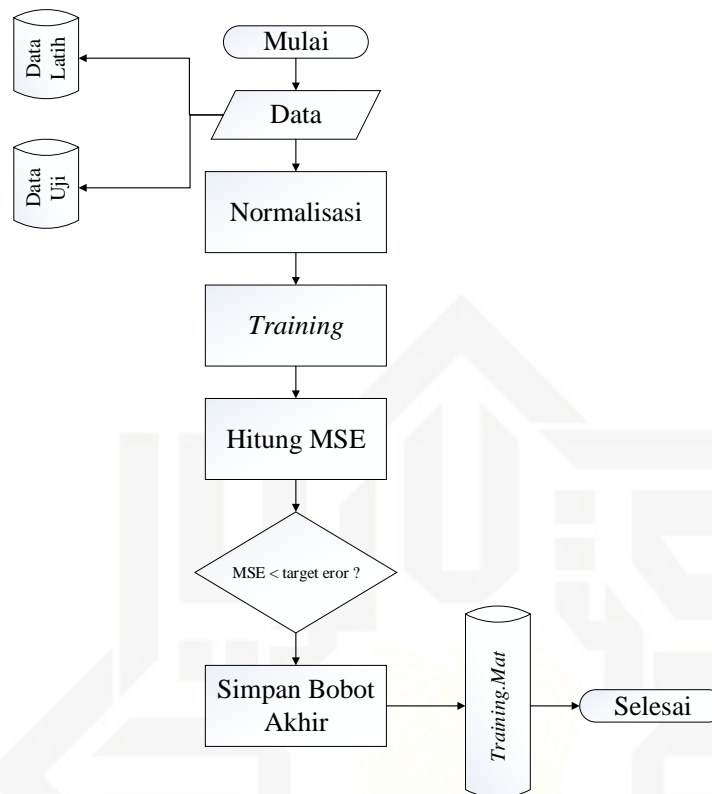 Mulai
Data
Latih
Data
Data
Uji
Normalisasi
Training
Hitung MSE
MSE < target eror ?
Simpan Bobot
Akhir
Training.Mat
Selesai